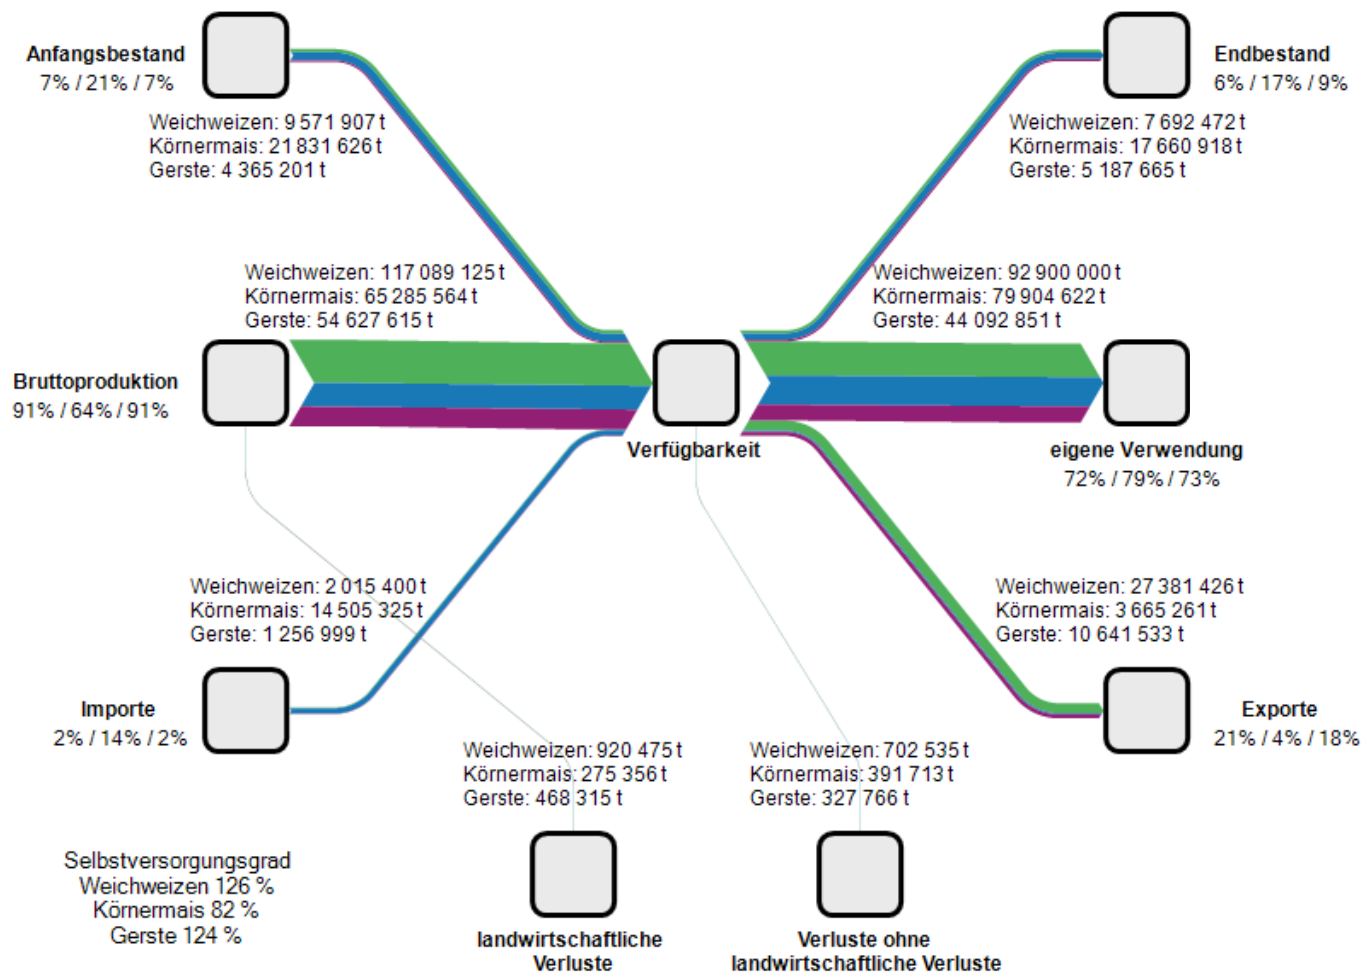 Anfangsbestand
7% / 21% / 7%
Weichweizen: 9 571 907 t
Körnermais: 21 831 626 t
Gerste: 4 365 201 t
Endbestand
6% / 17% / 9%
Weichweizen: 7 692 472 t
Körnermais: 17 660 918 t
Gerste: 5 187 665 t
Weichweizen: 117 089 125 t
Körnermais: 65 285 564 t
Gerste: 54 627 615 t
Bruttoproduktion
91% / 64% / 91%
Verfügbarkeit
Weichweizen: 92 900 000 t
Körnermais: 79 904 622 t
Gerste: 44 092 851 t
eigene Verwendung
72% / 79% / 73%
Weichweizen: 2 015 400 t
Körnermais: 14 505 325 t
Gerste: 1 256 999 t
Importe
2% / 14% / 2%
Weichweizen: 27 381 426 t
Körnermais: 3 665 261 t
Gerste: 10 641 533 t
Exporte
21% / 4% / 18%
Weichweizen: 920 475 t
Körnermais: 275 356 t
Gerste: 468 315 t
landwirtschaftliche
Verluste
Weichweizen: 702 535 t
Körnermais: 391 713 t
Gerste: 327 766 t
Verluste ohne
landwirtschaftliche Verluste
Selbstversorgungsgrad
Weichweizen 126 %
Körnermais 82 %
Gerste 124 %